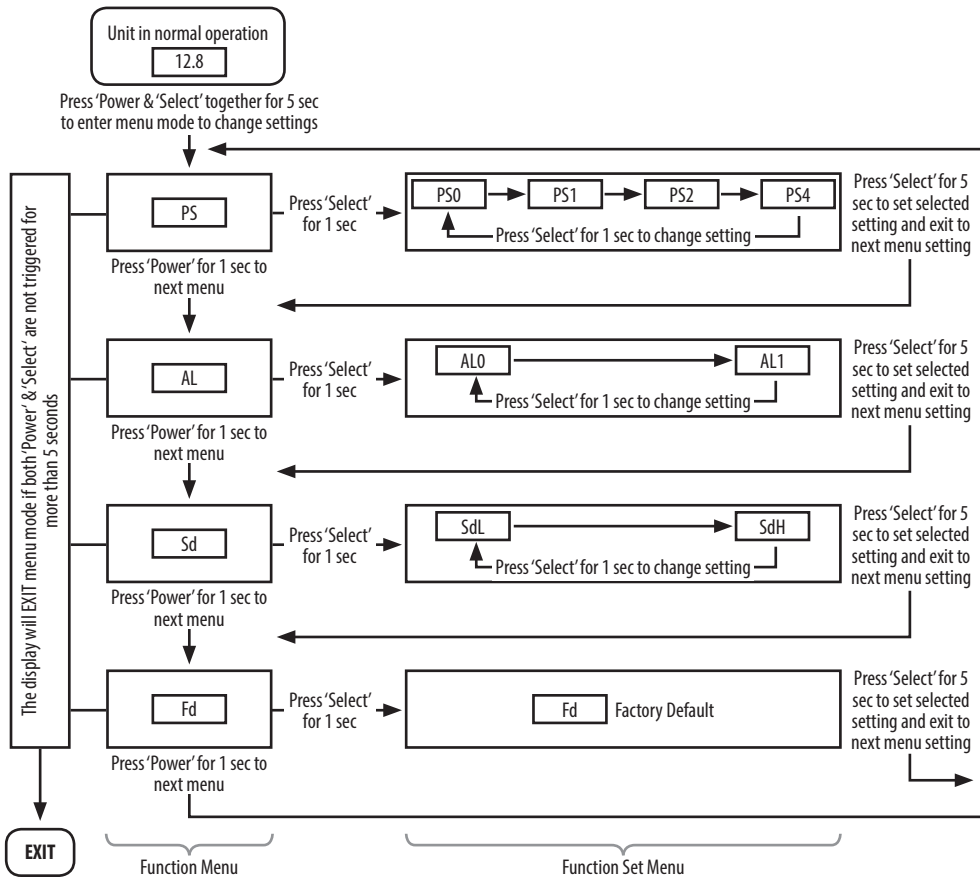 Unit in normal operation
12.8
Press ‘Power & ‘Select’ together for 5 sec
to enter menu mode to change settings
The display will EXIT menu mode if both ‘Power’ & ‘Select ‘ are not triggered for
more than 5 seconds
EXIT
PS
Press ‘Select’
for 1 sec
PS0
PS1
PS2
PS4
Press ‘Select’ for 1 sec to change setting
Press ‘Select’ for 5
sec to set selected
setting and exit to
next menu setting
Press ‘Power’ for 1 sec to
next menu
AL
Press ‘Select’
for 1 sec
AL0
AL1
Press ‘Select’ for 1 sec to change setting
Press ‘Select’ for 5
sec to set selected
setting and exit to
next menu setting
Press ‘Power’ for 1 sec to
next menu
Sd
Press ‘Select’
for 1 sec
SdL
SdH
Press ‘Select’ for 1 sec to change setting
Press ‘Select’ for 5
sec to set selected
setting and exit to
next menu setting
Press ‘Power’ for 1 sec to
next menu
Fd
Press ‘Select’
for 1 sec
Fd
Factory Default
Press ‘Select’ for 5
sec to set selected
setting and exit to
next menu setting
Press ‘Power’ for 1 sec to
next menu
Function Menu
Function Set Menu